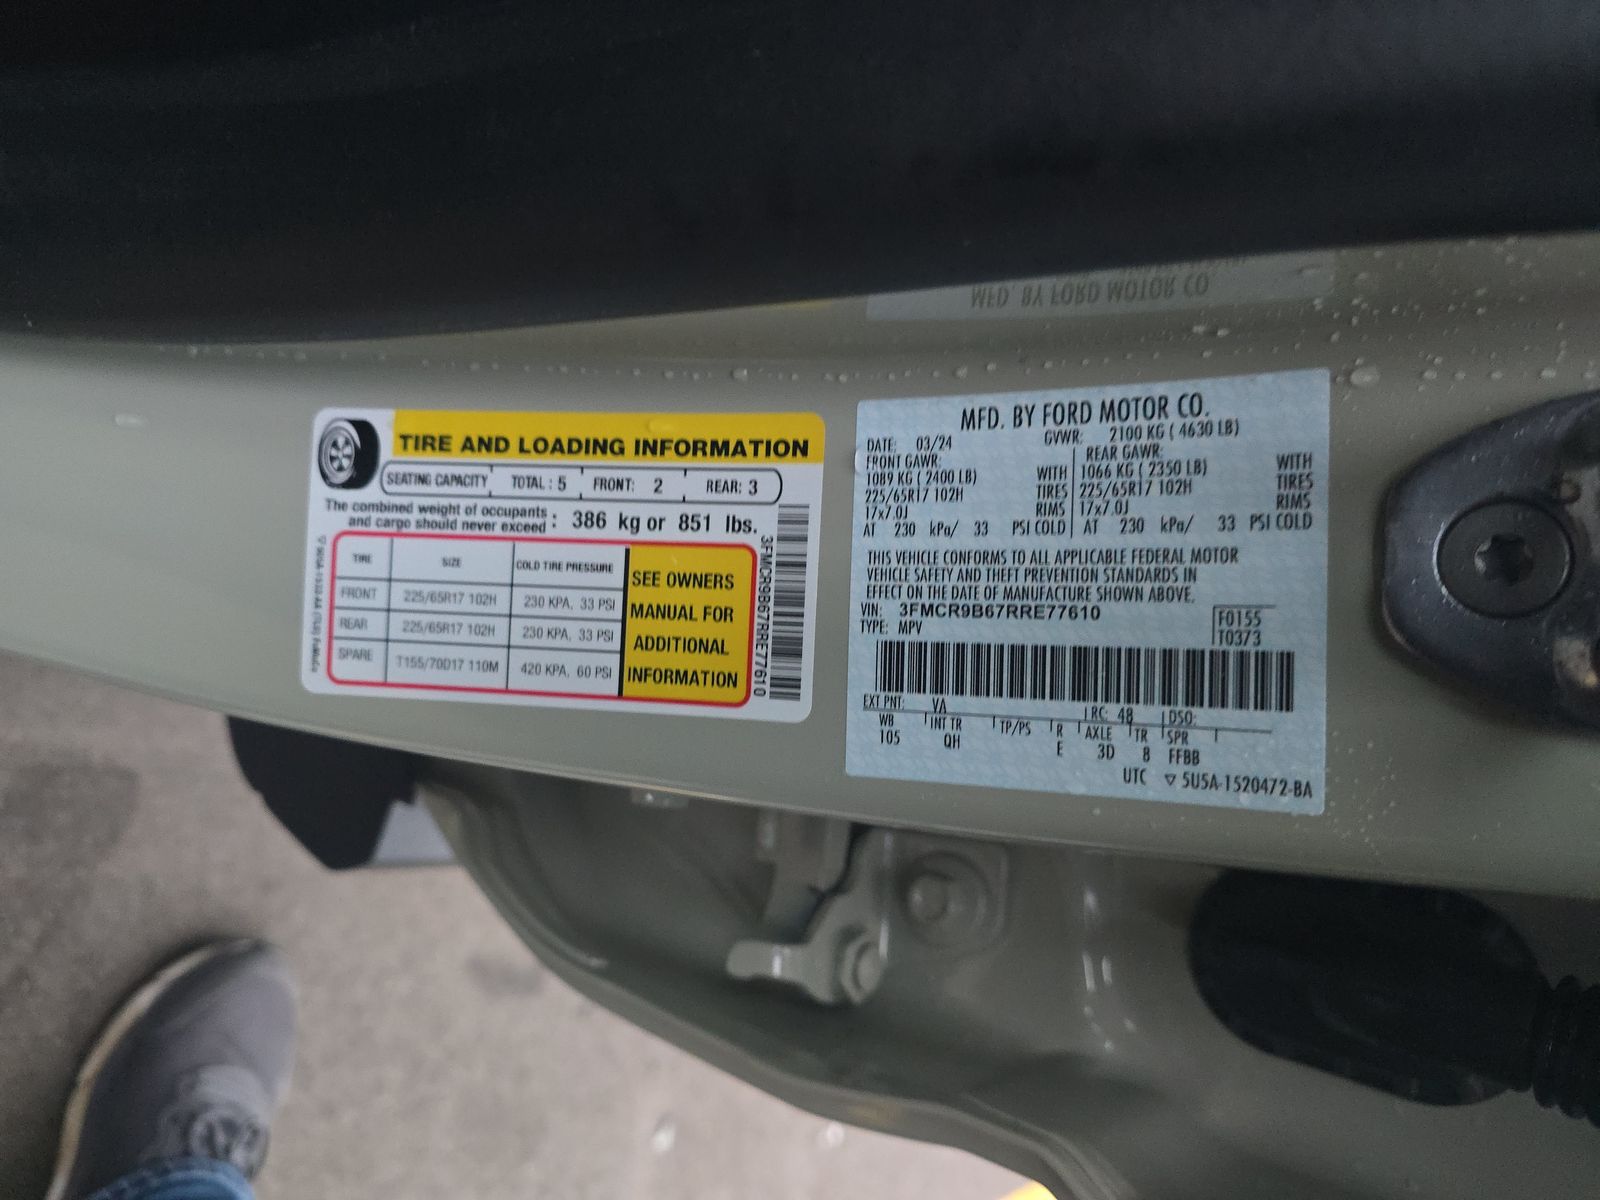 TIRE AND LOADING INFORMATION
SEATING CAPACITY TOTAL : 5 FRONT: 2 REAR: 3
The combined weight of occupants
and cargo should never exceed : 386 kg or 851 lbs.
TIRE SIZE COLD TIRE PRESSURE
FRONT 225/65R17 102H 230 KPA, 33 PSI
REAR 225/65R17 102H 230 KPA, 33 PSI
SPARE T155/70D17 110M 420 KPA, 60 PSI
SEE OWNERS
MANUAL FOR
ADDITIONAL
INFORMATION
3FMCR9B67RRE77610
MFD. BY FORD MOTOR CO
MFD. BY FORD MOTOR CO.
DATE: 03/24 GVWR: 2100 KG ( 4630 LB)
FRONT GAWR: REAR GAWR:
1089 KG ( 2400 LB) WITH 1066 KG ( 2350 LB) WITH
225/65R17 102H TIRES 225/65R17 102H TIRES
17x7.0J RIMS 17x7.0J RIMS
AT 230 kPa/ 33 PSI COLD AT 230 kPa/ 33 PSI COLD
THIS VEHICLE CONFORMS TO ALL APPLICABLE FEDERAL MOTOR
VEHICLE SAFETY AND THEFT PREVENTION STANDARDS IN
EFFECT ON THE DATE OF MANUFACTURE SHOWN ABOVE.
VIN: 3FMCR9B67RRE77610 F0155
TYPE: MPV T0373
EXT PNT: VA RC: 48 DSO:
WB INT TR TP/PS R AXLE TR SPR
105 QH E 3D 8 FFBB
UTC ▽ 5U5A-1520472-BA